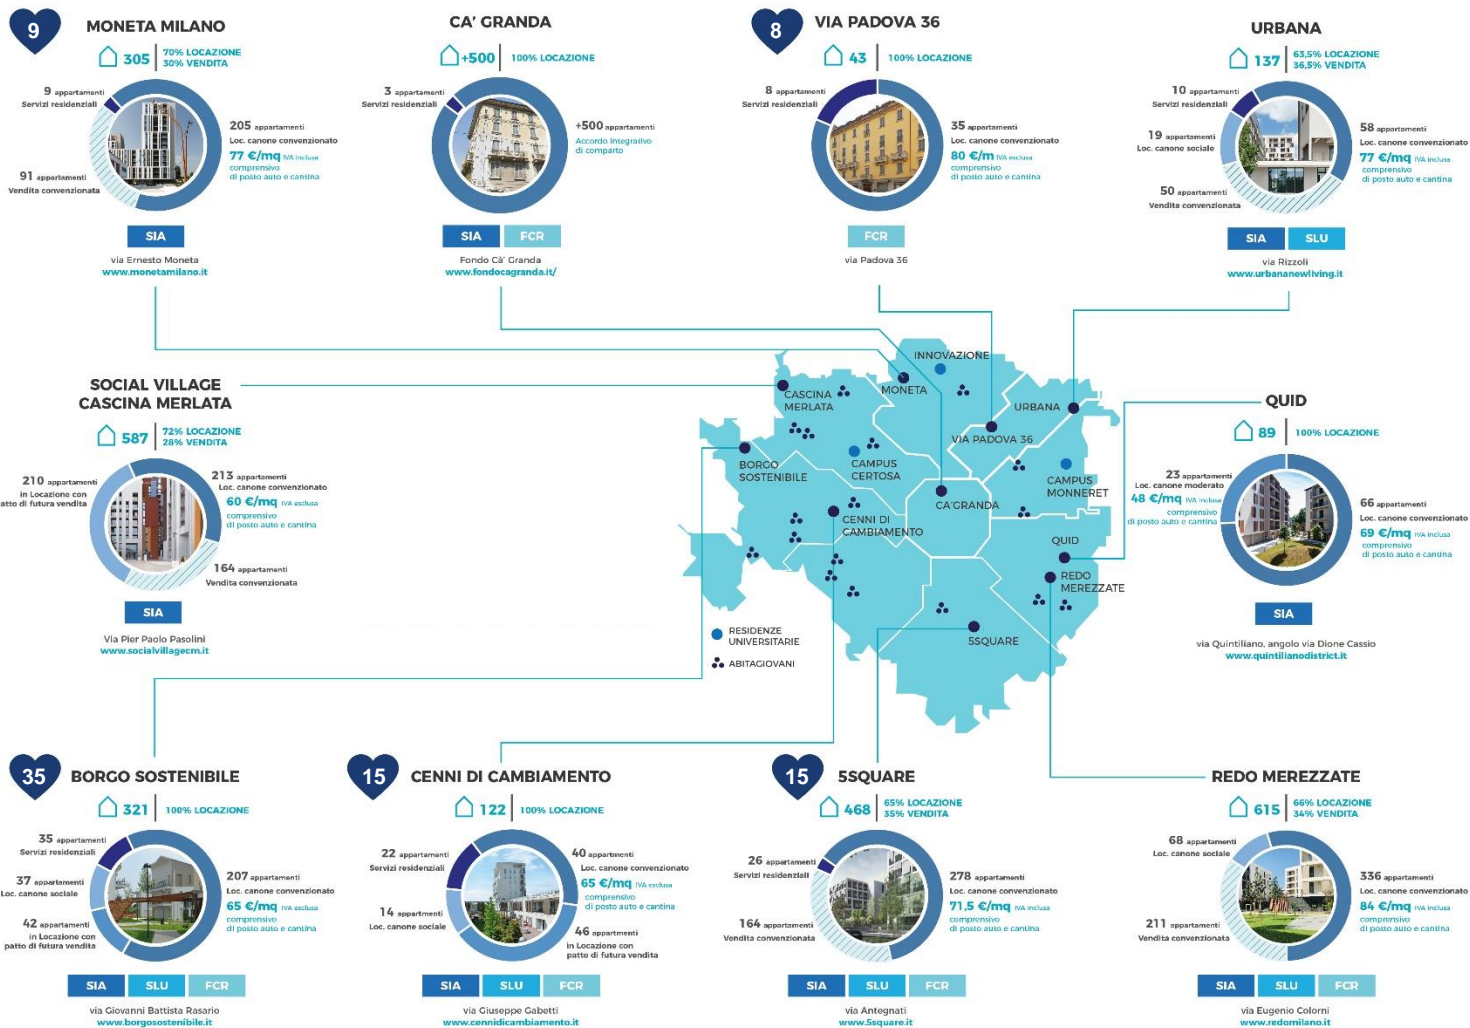 9
MONETA MILANO
305
70% LOCAZIONE
30% VENDITA
9 appartamenti
Servizi residenziali
205 appartamenti
Loc. canone convenzionato
77 €/mq IVA inclusa
comprensivo
di posto auto e cantina
91 appartamenti
Vendita convenzionata
SIA
via Ernesto Moneta
www.monetamilano.it
CA' GRANDA
+500
100% LOCAZIONE
3 appartamenti
Servizi residenziali
+500 appartamenti
Accordo Integrativo
di comparto
SIA
FCR
Fondo Cà' Granda
www.fondocagranda.it/
8
VIA PADOVA 36
43
100% LOCAZIONE
8 appartamenti
Servizi residenziali
35 appartamenti
Loc. canone convenzionato
80 €/m IVA esclusa
comprensivo
di posto auto e cantina
FCR
via Padova 36
URBANA
137
63,5% LOCAZIONE
36,5% VENDITA
10 appartamenti
Servizi residenziali
19 appartamenti
Loc. canone sociale
50 appartamenti
Vendita convenzionata
58 appartamenti
Loc. canone convenzionato
77 €/mq IVA inclusa
comprensivo
di posto auto e cantina
SIA
SLU
via Rizzoli
www.urbananewliving.it
SOCIAL VILLAGE
CASCINA MERLATA
587
72% LOCAZIONE
28% VENDITA
210 appartamenti
in Locazione con
patto di futura vendita
213 appartamenti
Loc. canone convenzionato
60 €/mq IVA esclusa
comprensivo
di posto auto e cantina
164 appartamenti
Vendita convenzionata
SIA
Via Pier Paolo Pasolini
www.socialvillagecm.it
INNOVAZIONE
MONETA
CASCINA
MERLATA
URBANA
VIA PADOVA 36
BORGO
SOSTENIBILE
CAMPUS
CERTOSA
CAMPUS
MONNERET
CA'GRANDA
CENNI DI
CAMBIAMENTO
QUID
REDO
MEREZZATE
5SQUARE
RESIDENZE
UNIVERSITARIE
ABITAGIOVANI
QUID
89
100% LOCAZIONE
23 appartamenti
Loc. canone moderato
48 €/mq IVA inclusa
comprensivo
di posto auto e cantina
66 appartamenti
Loc. canone convenzionato
69 €/mq IVA inclusa
comprensivo
di posto auto e cantina
SIA
via Quintiliano, angolo via Dione Cassio
www.quintilianodistrict.it
35
BORGO SOSTENIBILE
321
100% LOCAZIONE
35 appartamenti
Servizi residenziali
37 appartamenti
Loc. canone sociale
42 appartamenti
in Locazione con
patto di futura vendita
207 appartamenti
Loc. canone convenzionato
65 €/mq IVA esclusa
comprensivo
di posto auto e cantina
SIA
SLU
FCR
via Giovanni Battista Rasario
www.borgosostenibile.it
15
CENNI DI CAMBIAMENTO
122
100% LOCAZIONE
22 appartamenti
Servizi residenziali
14 appartmenti
Loc. canone sociale
40 appartmenti
Loc. canone convenzionato
65 €/mq IVA esclusa
comprensivo
di posto auto e cantina
46 appartmenti
in Locazione con
patto di futura vendita
SIA
SLU
FCR
via Giuseppe Gabetti
www.cennidicambiamento.it
15
5SQUARE
468
65% LOCAZIONE
35% VENDITA
26 appartamenti
Servizi residenziali
164 appartamenti
Vendita convenzionata
278 appartamenti
Loc. canone convenzionato
71,5 €/mq IVA inclusa
comprensivo
di posto auto e cantina
SIA
SLU
FCR
via Antegnati
www.5square.it
REDO MEREZZATE
615
66% LOCAZIONE
34% VENDITA
68 appartamenti
Loc. canone sociale
211 appartamenti
Vendita convenzionata
336 appartamenti
Loc. canone convenzionato
84 €/mq IVA inclusa
comprensivo
di posto auto e cantina
SIA
SLU
FCR
via Eugenio Colorni
www.redomilano.it